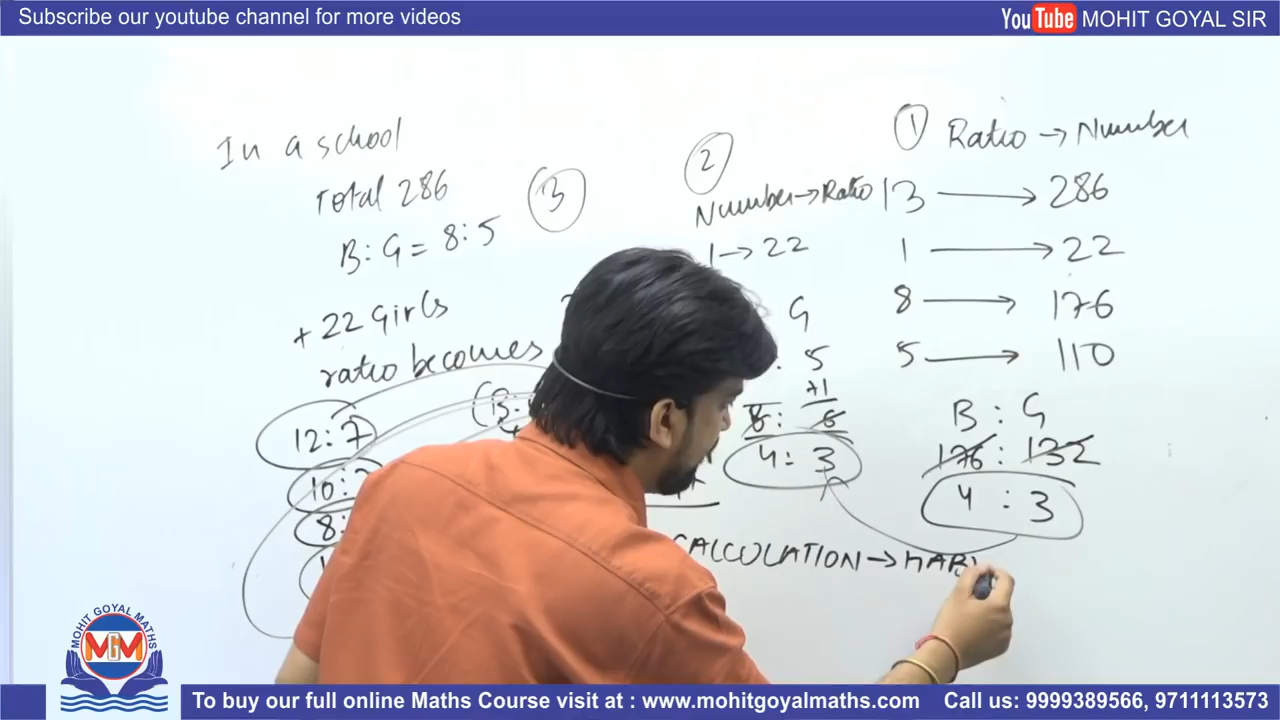 Subscribe our youtube channel for more videos
YouTube MOHIT GOYAL SIR
In a school
Total 286
B:G = 8:5
+22 Girls
ratio becomes
12:7
10:
8:
3
(B:
2
Number→Ratio
1→22
G
5
+1
8: 6
4:3
1
Ratio → Number
13 → 286
1 → 22
8 → 176
5 → 110
B : G
176 : 132
4 : 3
CALCULATION → HAB
MOHIT GOYAL MATHS
MGM
To buy our full online Maths Course visit at : www.mohitgoyalmaths.com
Call us: 9999389566, 9711113573